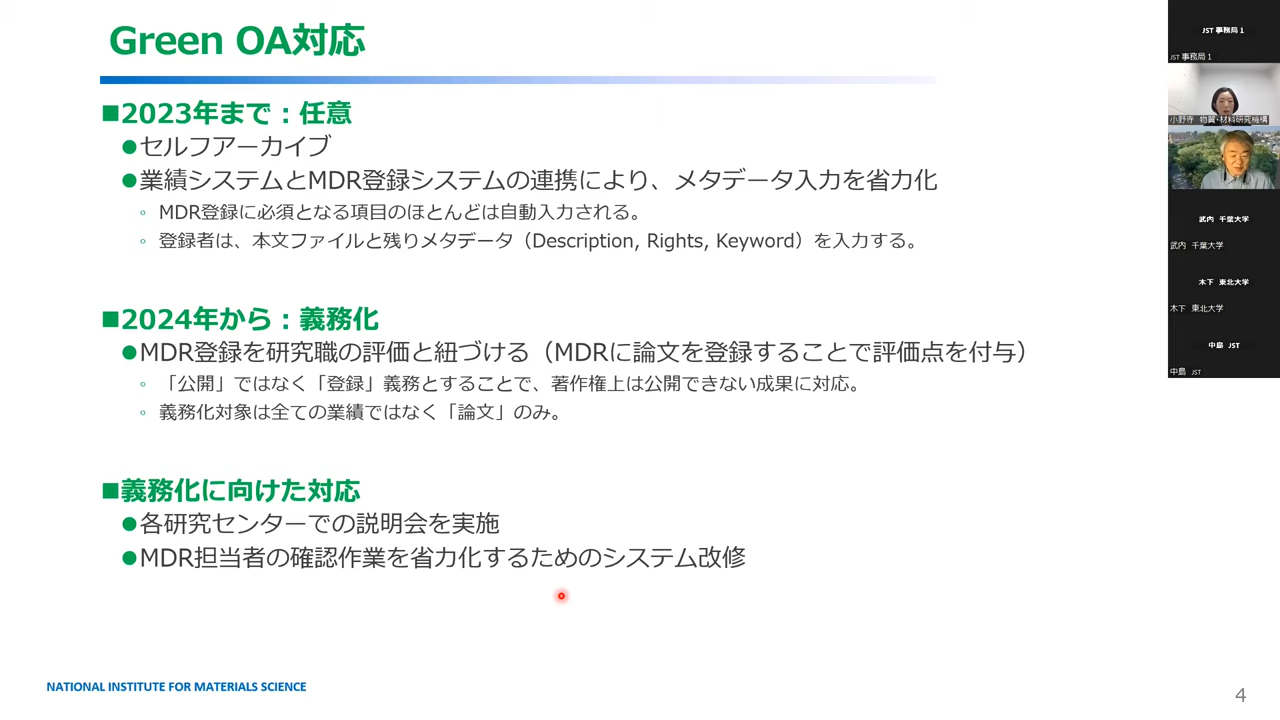 Green OA対応
■2023年まで：任意
●セルフアーカイブ
●業績システムとMDR登録システムの連携により、メタデータ入力を省力化
◦ MDR登録に必須となる項目のほとんどは自動入力される。
◦ 登録者は、本文ファイルと残りメタデータ（Description, Rights, Keyword）を入力する。
■2024年から：義務化
●MDR登録を研究職の評価と紐づける（MDRに論文を登録することで評価点を付与）
◦ 「公開」ではなく「登録」義務とすることで、著作権上は公開できない成果に対応。
◦ 義務化対象は全ての業績ではなく「論文」のみ。
■義務化に向けた対応
●各研究センターでの説明会を実施
●MDR担当者の確認作業を省力化するためのシステム改修
NATIONAL INSTITUTE FOR MATERIALS SCIENCE
4
JST 事務局１
JST 事務局１
小野寺 物質・材料研究機構
武内 千葉大学
武内 千葉大学
木下 東北大学
木下 東北大学
中島 JST
中島 JST